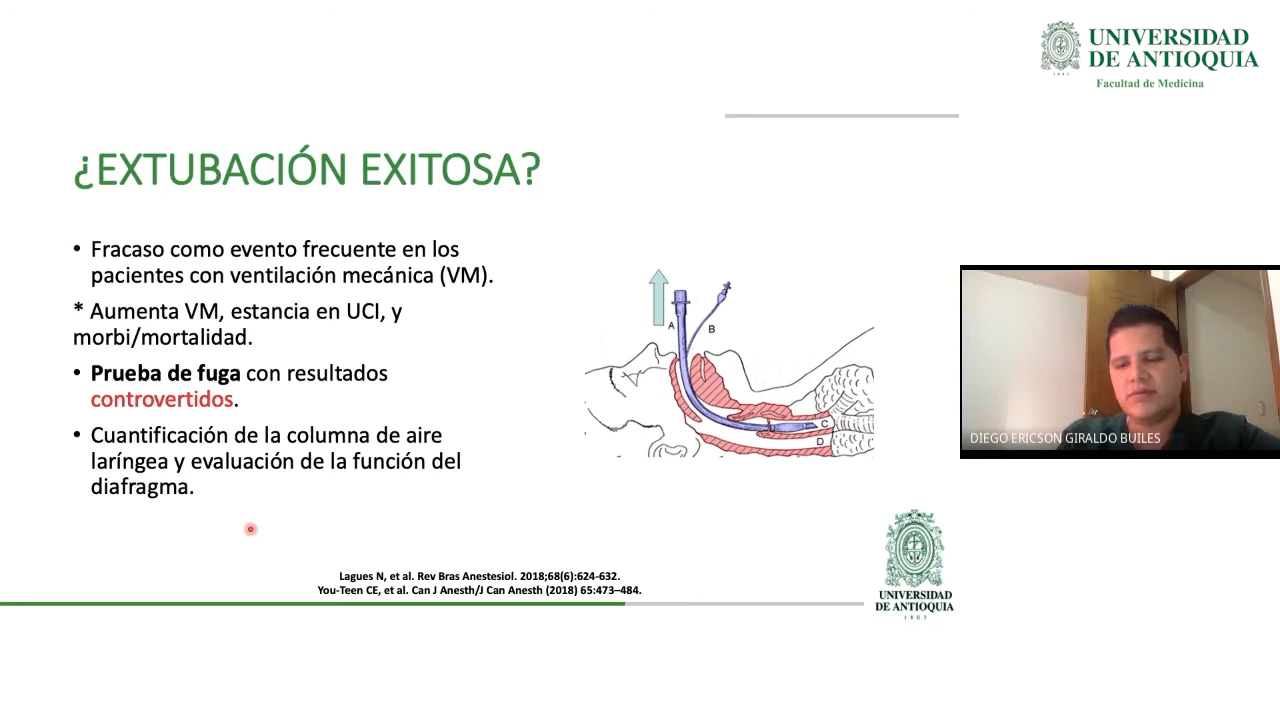 UNIVERSIDAD
DE ANTIOQUIA
1803
Facultad de Medicina
¿EXTUBACIÓN EXITOSA?
• Fracaso como evento frecuente en los
pacientes con ventilación mecánica (VM).
* Aumenta VM, estancia en UCI, y
morbi/mortalidad.
• Prueba de fuga con resultados
controvertidos.
• Cuantificación de la columna de aire
laríngea y evaluación de la función del
diafragma.
A
B
C
D
DIEGO ERICSON GIRALDO BUILES
Lagues N, et al. Rev Bras Anestesiol. 2018;68(6):624-632.
You-Teen CE, et al. Can J Anesth/J Can Anesth (2018) 65:473–484.
UNIVERSIDAD
DE ANTIOQUIA
1803